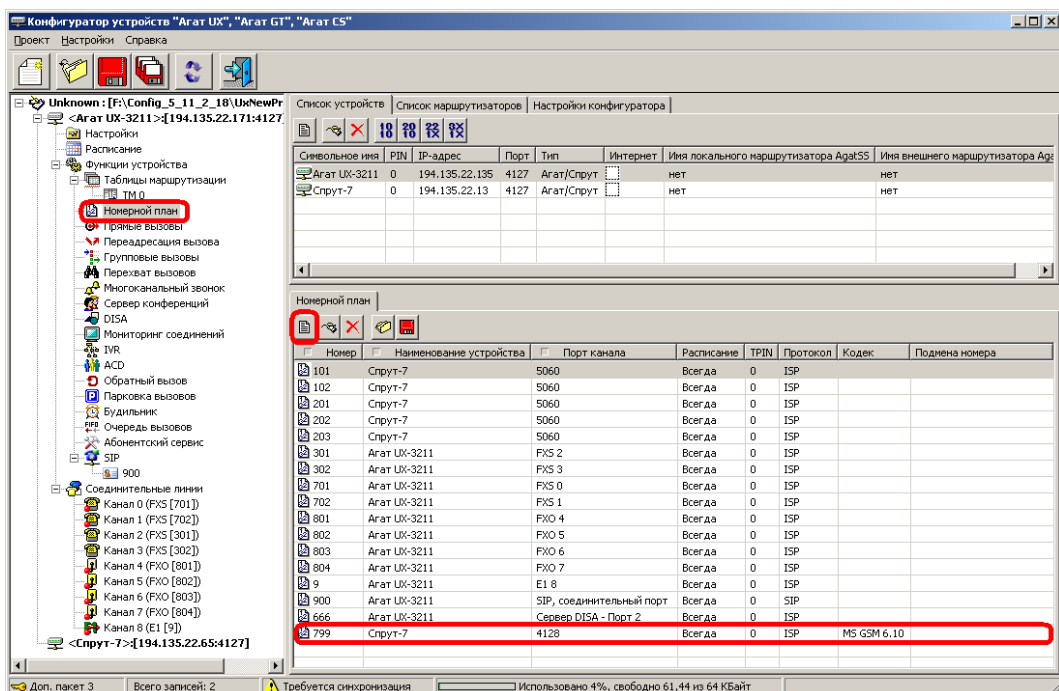 Конфигуратор устройств "Агат UX", "Агат GT", "Агат CS"
Проект Настройки Справка
Unknown : [F:\Config_5_11_2_18\UxNewPr
<Агат UX-3211>:[194.135.22.171:4127
Настройки
Расписание
Функции устройства
Таблицы маршрутизации
ТМ 0
Номерной план
Прямые вызовы
Переадресация вызова
Групповые вызовы
Перехват вызовов
Многоканальный звонок
Сервер конференций
DISA
Мониторинг соединений
IVR
ACD
Обратный вызов
Парковка вызовов
Будильник
Очередь вызовов
Абонентский сервис
SIP
900
Соединительные линии
Канал 0 (FXS [701])
Канал 1 (FXS [702])
Канал 2 (FXS [301])
Канал 3 (FXS [302])
Канал 4 (FXO [801])
Канал 5 (FXO [802])
Канал 6 (FXO [803])
Канал 7 (FXO [804])
Канал 8 (E1 [9])
<Спрут-7>:[194.135.22.65:4127]
Список устройств Список маршрутизаторов Настройки конфигуратора
Символьное имя PIN IP-адрес Порт Тип Интернет Имя локального маршрутизатора AgatSS Имя внешнего маршрутизатора Aga
Агат UX-3211 0 194.135.22.135 4127 Агат/Спрут нет нет
Спрут-7 0 194.135.22.13 4127 Агат/Спрут нет нет
Номерной план
Номер Наименование устройства Порт канала Расписание TPIN Протокол Кодек Подмена номера
101 Спрут-7 5060 Всегда 0 ISP
102 Спрут-7 5060 Всегда 0 ISP
201 Спрут-7 5060 Всегда 0 ISP
202 Спрут-7 5060 Всегда 0 ISP
203 Спрут-7 5060 Всегда 0 ISP
301 Агат UX-3211 FXS 2 Всегда 0 ISP
302 Агат UX-3211 FXS 3 Всегда 0 ISP
701 Агат UX-3211 FXS 0 Всегда 0 ISP
702 Агат UX-3211 FXS 1 Всегда 0 ISP
801 Агат UX-3211 FXO 4 Всегда 0 ISP
802 Агат UX-3211 FXO 5 Всегда 0 ISP
803 Агат UX-3211 FXO 6 Всегда 0 ISP
804 Агат UX-3211 FXO 7 Всегда 0 ISP
9 Агат UX-3211 E1 8 Всегда 0 ISP
900 Агат UX-3211 SIP, соединительный порт Всегда 0 SIP
666 Агат UX-3211 Сервер DISA - Порт 2 Всегда 0 ISP
799 Спрут-7 4128 Всегда 0 ISP MS GSM 6.10
Доп. пакет 3 Всего записей: 2 Требуется синхронизация Использовано 4%, свободно 61,44 из 64 КБайт